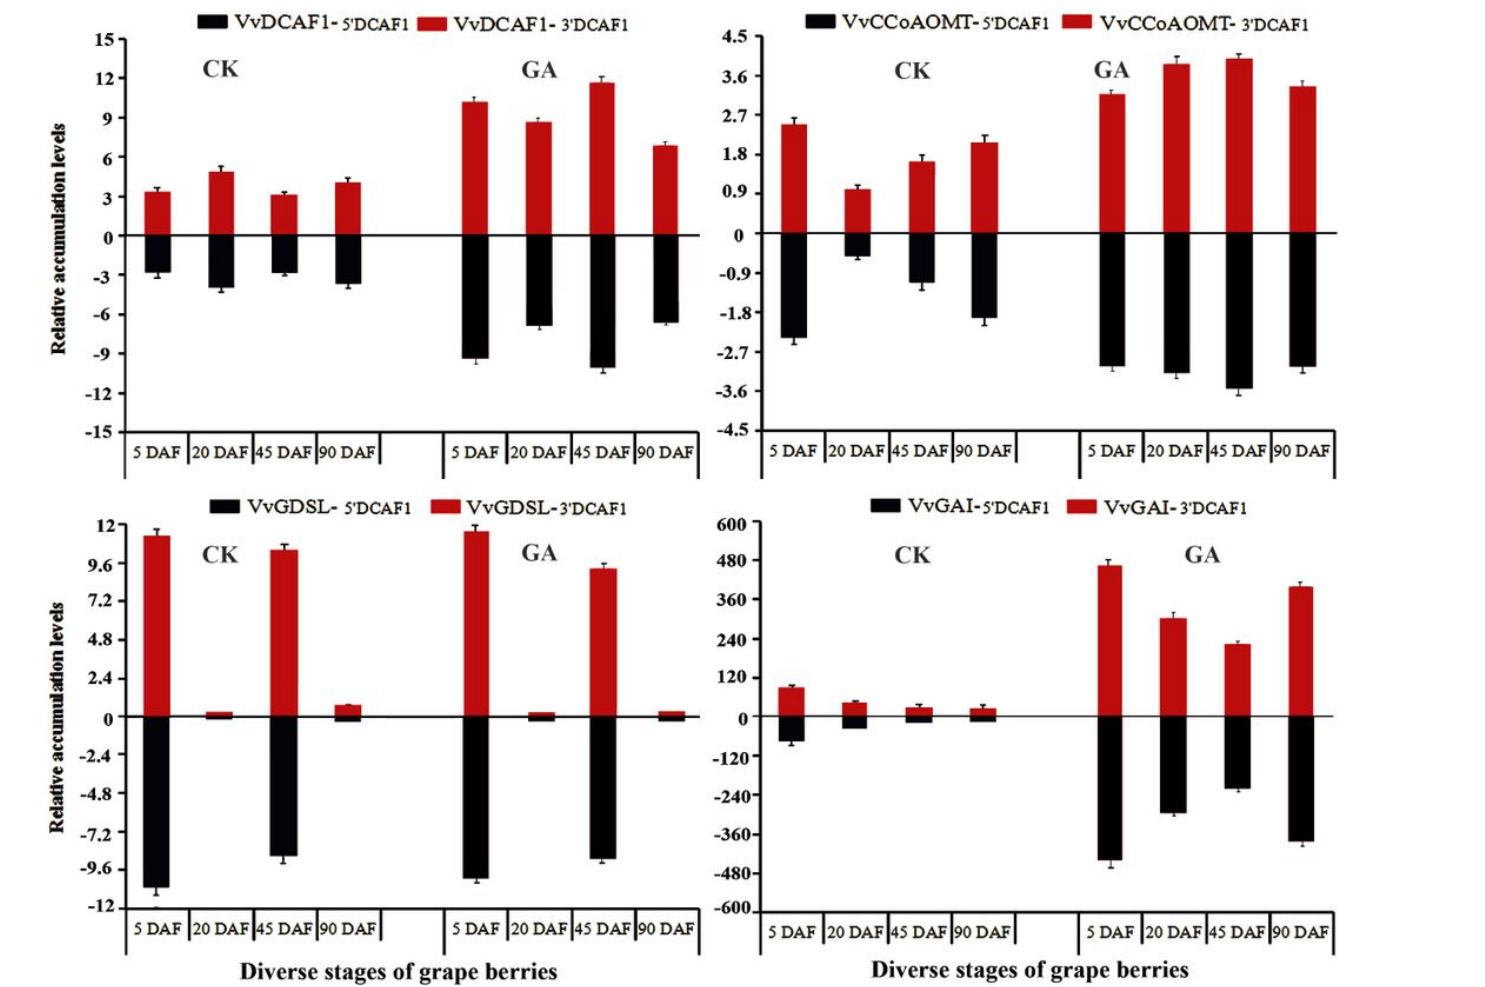 VvDCAF1- 5'DCAF1 VvDCAF1- 3'DCAF1
CK GA
Relative accumulation levels
15
12
9
6
3
0
-3
-6
-9
-12
-15
5 DAF 20 DAF 45 DAF 90 DAF 5 DAF 20 DAF 45 DAF 90 DAF
VvCCoAOMT- 5'DCAF1 VvCCoAOMT- 3'DCAF1
CK GA
4.5
3.6
2.7
1.8
0.9
0
-0.9
-1.8
-2.7
-3.6
-4.5
5 DAF 20 DAF 45 DAF 90 DAF 5 DAF 20 DAF 45 DAF 90 DAF
VvGDSL- 5'DCAF1 VvGDSL-3'DCAF1
CK GA
Relative accumulation levels
12
9.6
7.2
4.8
2.4
0
-2.4
-4.8
-7.2
-9.6
-12
5 DAF 20 DAF 45 DAF 90 DAF 5 DAF 20 DAF 45 DAF 90 DAF
Diverse stages of grape berries
VvGAI-5'DCAF1 VvGAI- 3'DCAF1
CK GA
600
480
360
240
120
0
-120
-240
-360
-480
-600
5 DAF 20 DAF 45 DAF 90 DAF 5 DAF 20 DAF 45 DAF 90 DAF
Diverse stages of grape berries